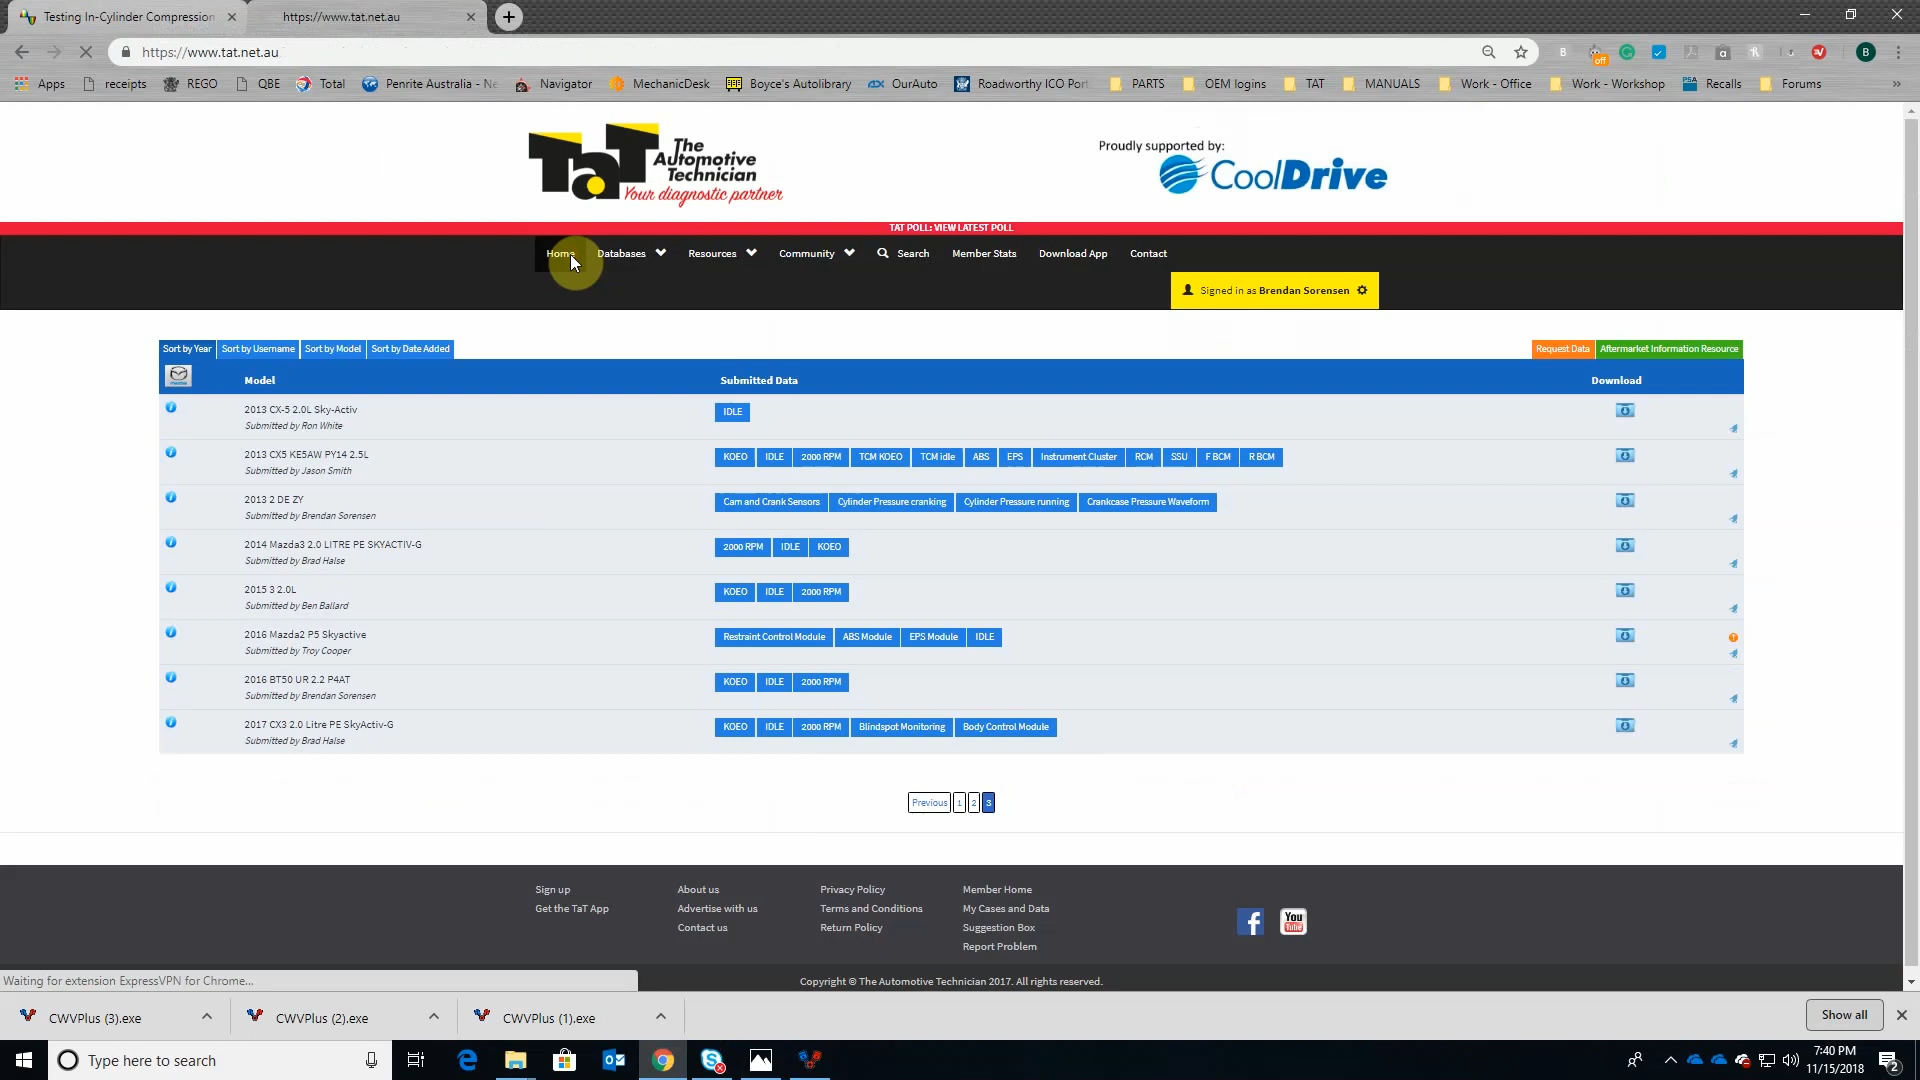 Testing In-Cylinder Compression
https://www.tat.net.au
https://www.tat.net.au
Apps
receipts
REGO
QBE
Total
Penrite Australia - Ne
Navigator
MechanicDesk
Boyce's Autolibrary
OurAuto
Roadworthy ICO Port
PARTS
OEM logins
TAT
MANUALS
Work - Office
Work - Workshop
Recalls
Forums
TaT The Automotive Technician
Your diagnostic partner
Proudly supported by:
CoolDrive
TAT POLL: VIEW LATEST POLL
Home Databases Resources Community Search Member Stats Download App Contact
Signed in as Brendan Sorensen
Sort by Year Sort by Username Sort by Model Sort by Date Added
Request Data Aftermarket Information Resource
Model Submitted Data Download
2013 CX-5 2.0L Sky-Activ
Submitted by Ron White
IDLE
2013 CX5 KE5AW PY14 2.5L
Submitted by Jason Smith
KOEO IDLE 2000 RPM TCM KOEO TCM idle ABS EPS Instrument Cluster RCM SSU F BCM R BCM
2013 2 DE ZY
Submitted by Brendan Sorensen
Cam and Crank Sensors Cylinder Pressure cranking Cylinder Pressure running Crankcase Pressure Waveform
2014 Mazda3 2.0 LITRE PE SKYACTIV-G
Submitted by Brad Halse
2000 RPM IDLE KOEO
2015 3 2.0L
Submitted by Ben Ballard
KOEO IDLE 2000 RPM
2016 Mazda2 P5 Skyactive
Submitted by Troy Cooper
Restraint Control Module ABS Module EPS Module IDLE
2016 BT50 UR 2.2 P4AT
Submitted by Brendan Sorensen
KOEO IDLE 2000 RPM
2017 CX3 2.0 Litre PE SkyActiv-G
Submitted by Brad Halse
KOEO IDLE 2000 RPM Blindspot Monitoring Body Control Module
Previous 1 2 3
Sign up
Get the TaT App
About us
Advertise with us
Contact us
Privacy Policy
Terms and Conditions
Return Policy
Member Home
My Cases and Data
Suggestion Box
Report Problem
You Tube
Waiting for extension ExpressVPN for Chrome...
Copyright © The Automotive Technician 2017. All rights reserved.
CWVPlus (3).exe
CWVPlus (2).exe
CWVPlus (1).exe
Show all
Type here to search
7:40 PM
11/15/2018
2